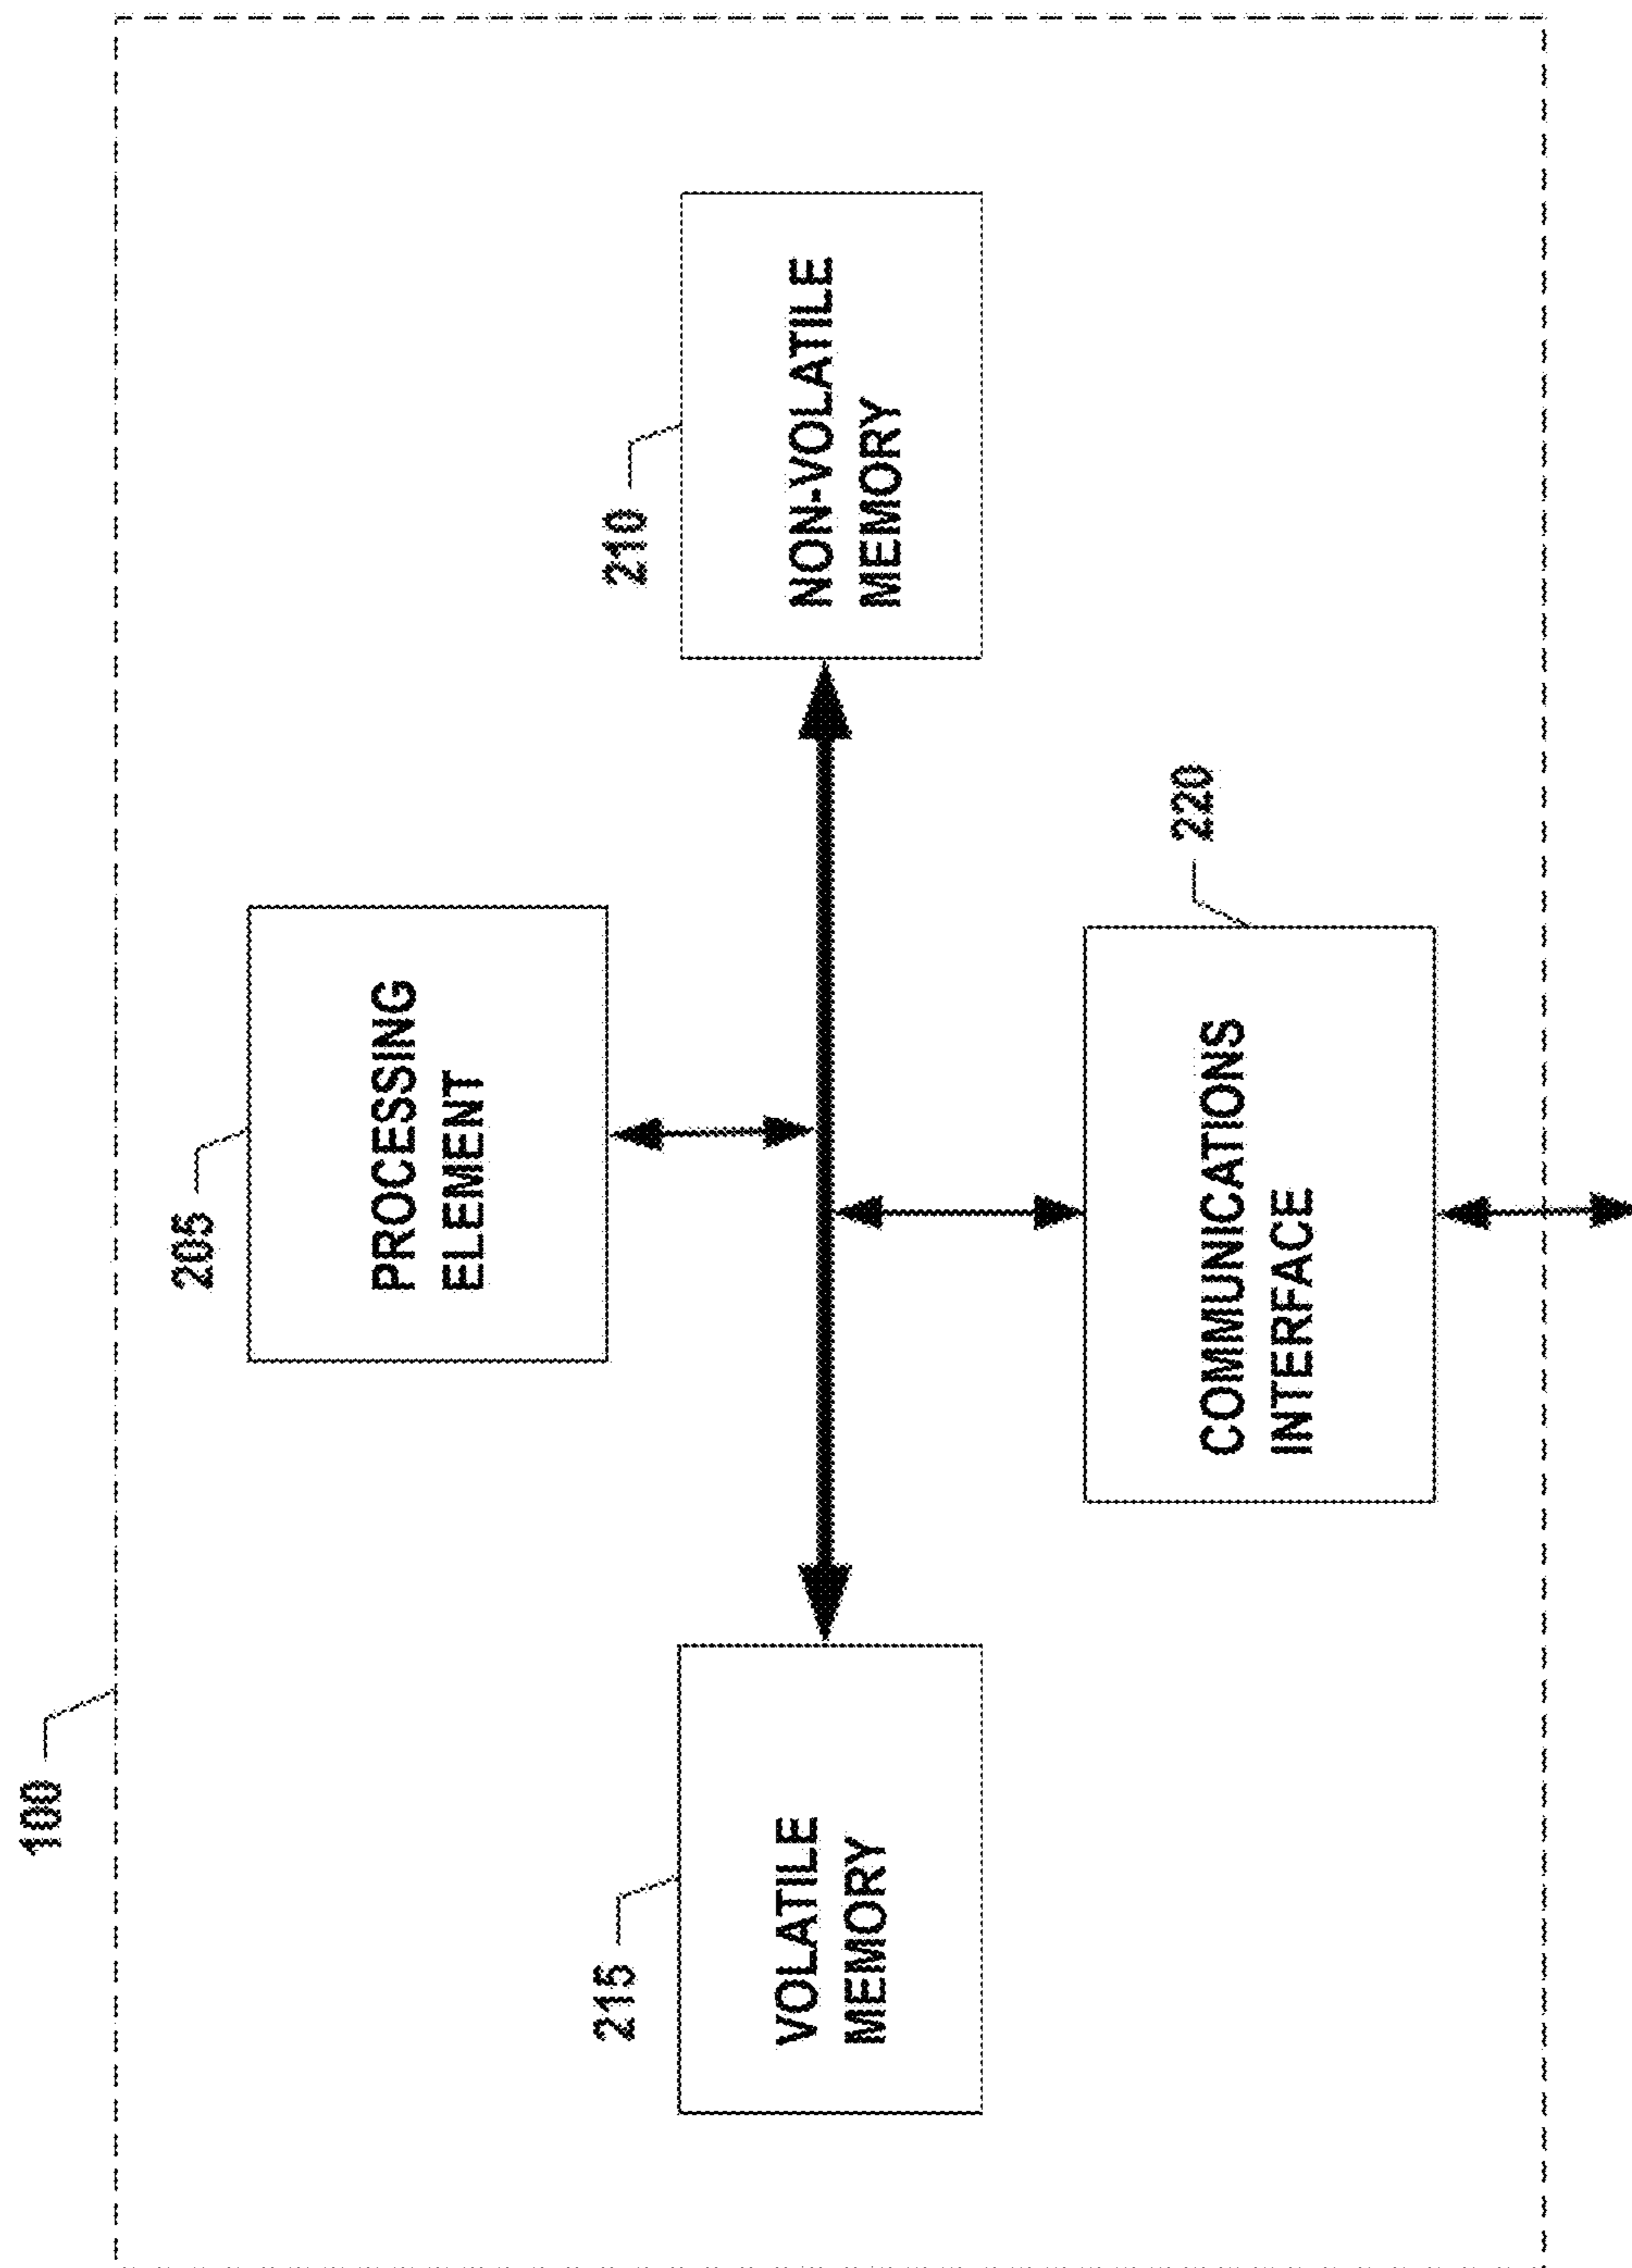 100
205
PROCESSING
ELEMENT
215
VOLATILE
MEMORY
210
NON-VOLATILE
MEMORY
220
COMMUNICATIONS
INTERFACE